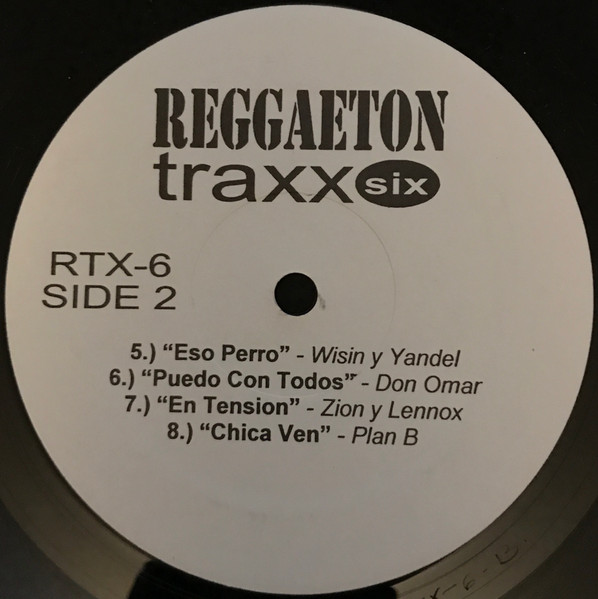 REGGAETON
traxx six
RTX-6
SIDE 2
5.) “Eso Perro” - Wisin y Yandel
6.) “Puedo Con Todos” - Don Omar
7.) “En Tension” - Zion y Lennox
8.) “Chica Ven” - Plan B